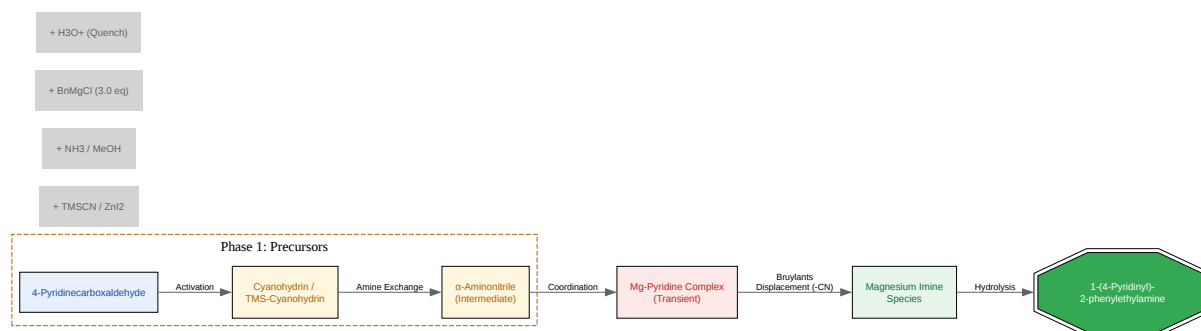 + H3O+ (Quench)
+ BnMgCl (3.0 eq)
+ NH3 / MeOH
+ TMSCN / ZnI2
Phase 1: Precursors
4-Pyridinecarboxaldehyde
Activation
Cyanohydrin /
TMS-Cyanohydrin
Amine Exchange
α-Aminonitrile
(Intermediate)
Coordination
Mg-Pyridine Complex
(Transient)
Bruylants
Displacement (-CN)
Magnesium Imine
Species
Hydrolysis
1-(4-Pyridinyl)-
2-phenylethylamine